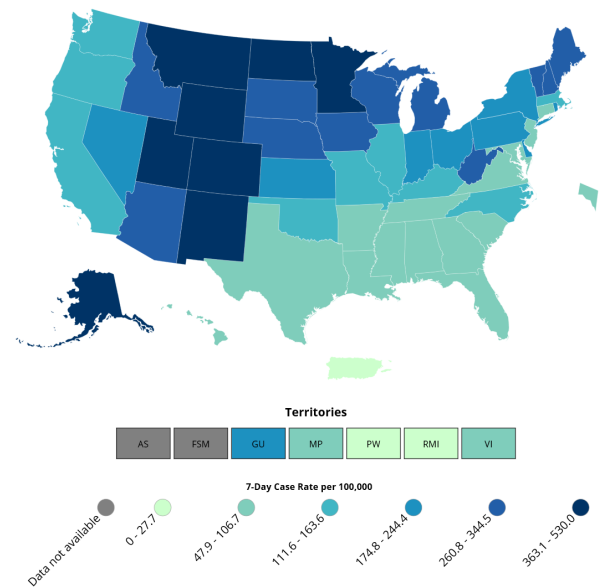 Territories
AS FSM GU MP PW RMI VI
7-Day Case Rate per 100,000
Data not available 0 - 27.7 47.9 - 106.7 111.6 - 163.6 174.8 - 244.4 260.8 - 344.5 363.1 - 530.0